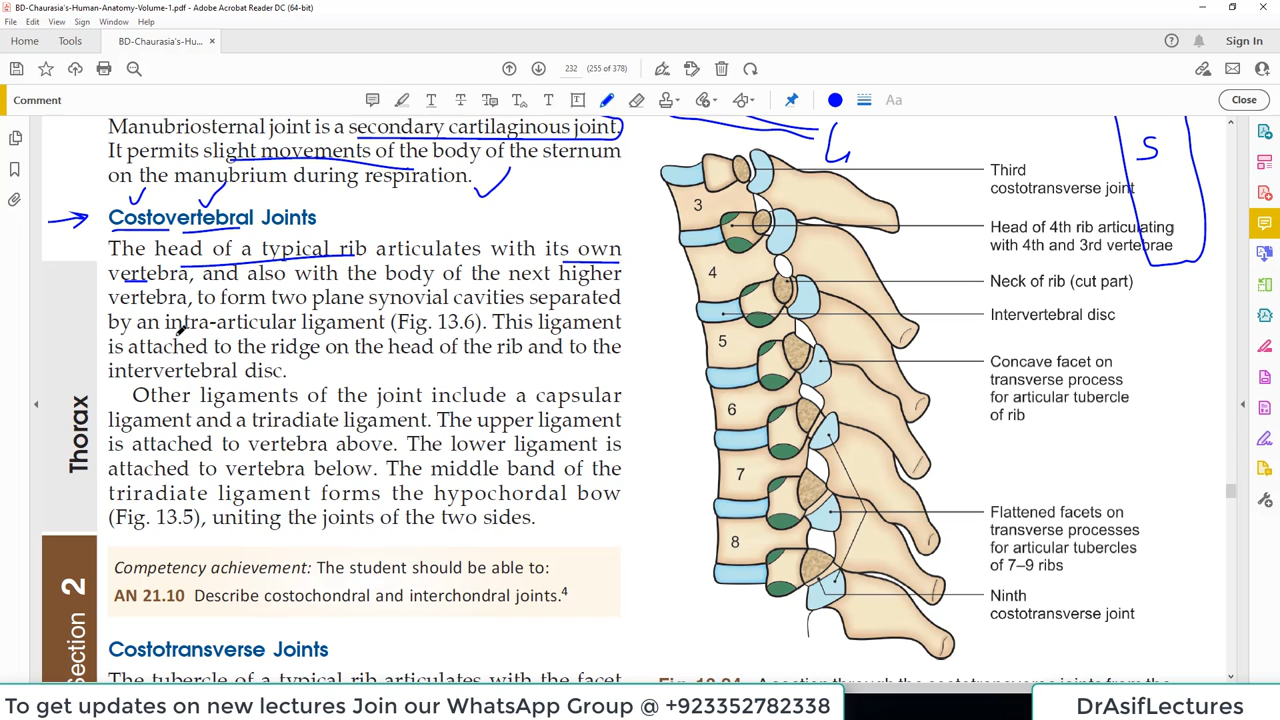 BD-Chaurasia's-Human-Anatomy-Volume-1.pdf - Adobe Acrobat Reader DC (64-bit)
File Edit View Sign Window Help
Home Tools BD-Chaurasia's-Hu... × Sign In
232 (255 of 378)
Comment Aa Close
Manubriosternal joint is a secondary cartilaginous joint.
It permits slight movements of the body of the sternum
on the manubrium during respiration.
Costovertebral Joints
The head of a typical rib articulates with its own
vertebra, and also with the body of the next higher
vertebra, to form two plane synovial cavities separated
by an intra-articular ligament (Fig. 13.6). This ligament
is attached to the ridge on the head of the rib and to the
intervertebral disc.
Other ligaments of the joint include a capsular
ligament and a triradiate ligament. The upper ligament
is attached to vertebra above. The lower ligament is
attached to vertebra below. The middle band of the
triradiate ligament forms the hypochordal bow
(Fig. 13.5), uniting the joints of the two sides.
Competency achievement: The student should be able to:
AN 21.10 Describe costochondral and interchondral joints.⁴
Costotransverse Joints
The tubercle of a typical rib articulates with the facet
Thorax
Section 2
S
3
4
5
6
7
8
Third
costotransverse joint
Head of 4th rib articulating
with 4th and 3rd vertebrae
Neck of rib (cut part)
Intervertebral disc
Concave facet on
transverse process
for articular tubercle
of rib
Flattened facets on
transverse processes
for articular tubercles
of 7–9 ribs
Ninth
costotransverse joint
To get updates on new lectures Join our WhatsApp Group @ +923352782338
DrAsifLectures